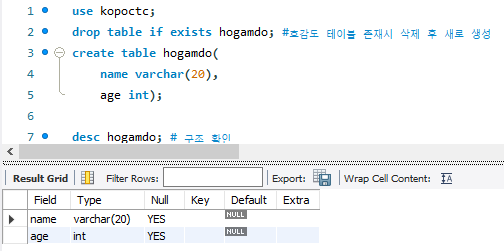 1 use kopoctc;
2 drop table if exists hogamdo; #호감도 테이블 존재시 삭제 후 새로 생성
3 create table hogamdo(
4 name varchar(20),
5 age int);
6
7 desc hogamdo; # 구조 확인
Result Grid Filter Rows: Export: Wrap Cell Content: IA
Field Type Null Key Default Extra
name varchar(20) YES NULL
age int YES NULL